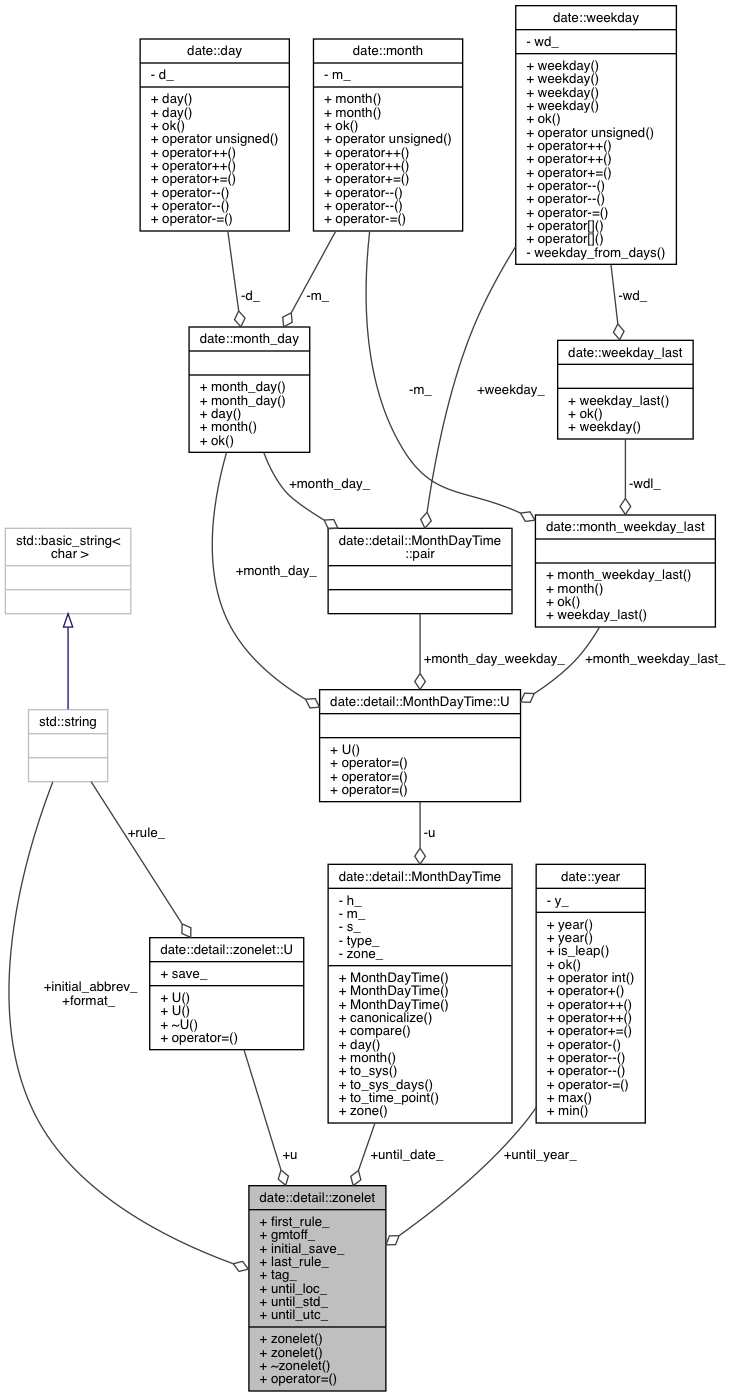 date::weekday
- wd_
+ weekday()
+ weekday()
+ weekday()
+ weekday()
+ ok()
+ operator unsigned()
+ operator++()
+ operator++()
+ operator+=()
+ operator--()
+ operator--()
+ operator-=()
+ operator[]()
+ operator[]()
- weekday_from_days()
date::day
- d_
+ day()
+ day()
+ ok()
+ operator unsigned()
+ operator++()
+ operator++()
+ operator+=()
+ operator--()
+ operator--()
+ operator-=()
date::month
- m_
+ month()
+ month()
+ ok()
+ operator unsigned()
+ operator++()
+ operator++()
+ operator+=()
+ operator--()
+ operator--()
+ operator-=()
-d_
-m_
-wd_
date::month_day
+ month_day()
+ month_day()
+ day()
+ month()
+ ok()
-m_
+weekday_
date::weekday_last
+ weekday_last()
+ ok()
+ weekday()
+month_day_
-wdl_
std::basic_string<
char >
+month_day_
date::detail::MonthDayTime
::pair
date::month_weekday_last
+ month_weekday_last()
+ month()
+ ok()
+ weekday_last()
+month_day_weekday_
+month_weekday_last_
std::string
date::detail::MonthDayTime::U
+ U()
+ operator=()
+ operator=()
+ operator=()
+rule_
-u
date::detail::zonelet::U
+ save_
+ U()
+ U()
+ ~U()
+ operator=()
date::detail::MonthDayTime
- h_
- m_
- s_
- type_
- zone_
+ MonthDayTime()
+ MonthDayTime()
+ MonthDayTime()
+ canonicalize()
+ compare()
+ day()
+ month()
+ to_sys()
+ to_sys_days()
+ to_time_point()
+ zone()
date::year
- y_
+ year()
+ year()
+ is_leap()
+ ok()
+ operator int()
+ operator+()
+ operator++()
+ operator++()
+ operator+=()
+ operator-()
+ operator--()
+ operator--()
+ operator-=()
+ max()
+ min()
+initial_abbrev_
+format_
+u
+until_date_
+until_year_
date::detail::zonelet
+ first_rule_
+ gmtoff_
+ initial_save_
+ last_rule_
+ tag_
+ until_loc_
+ until_std_
+ until_utc_
+ zonelet()
+ zonelet()
+ ~zonelet()
+ operator=()